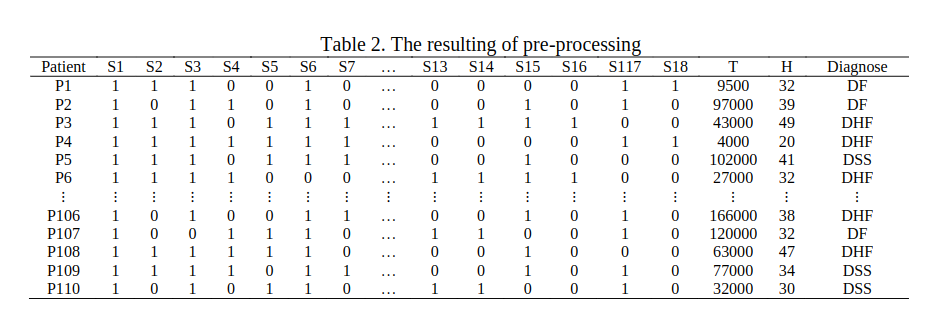 Table 2. The resulting of pre-processing
Patient S1 S2 S3 S4 S5 S6 S7 … S13 S14 S15 S16 S117 S18 T H Diagnose
P1 1 1 1 0 0 1 0 … 0 0 0 0 1 1 9500 32 DF
P2 1 0 1 1 0 1 0 … 0 0 1 0 1 0 97000 39 DF
P3 1 1 1 0 1 1 1 … 1 1 1 1 0 0 43000 49 DHF
P4 1 1 1 1 1 1 1 … 0 0 0 0 1 1 4000 20 DHF
P5 1 1 1 0 1 1 1 … 0 0 1 0 0 0 102000 41 DSS
P6 1 1 1 1 0 0 0 … 1 1 1 1 0 0 27000 32 DHF
⋮ ⋮ ⋮ ⋮ ⋮ ⋮ ⋮ ⋮ ⋮ ⋮ ⋮ ⋮ ⋮ ⋮ ⋮ ⋮ ⋮ ⋮
P106 1 0 1 0 0 1 1 … 0 0 1 0 1 0 166000 38 DHF
P107 1 0 0 1 1 1 0 … 1 1 0 0 1 0 120000 32 DF
P108 1 1 1 1 1 1 0 … 0 0 1 0 0 0 63000 47 DHF
P109 1 1 1 1 0 1 1 … 0 0 1 0 1 0 77000 34 DSS
P110 1 0 1 0 1 1 0 … 1 1 0 0 1 0 32000 30 DSS